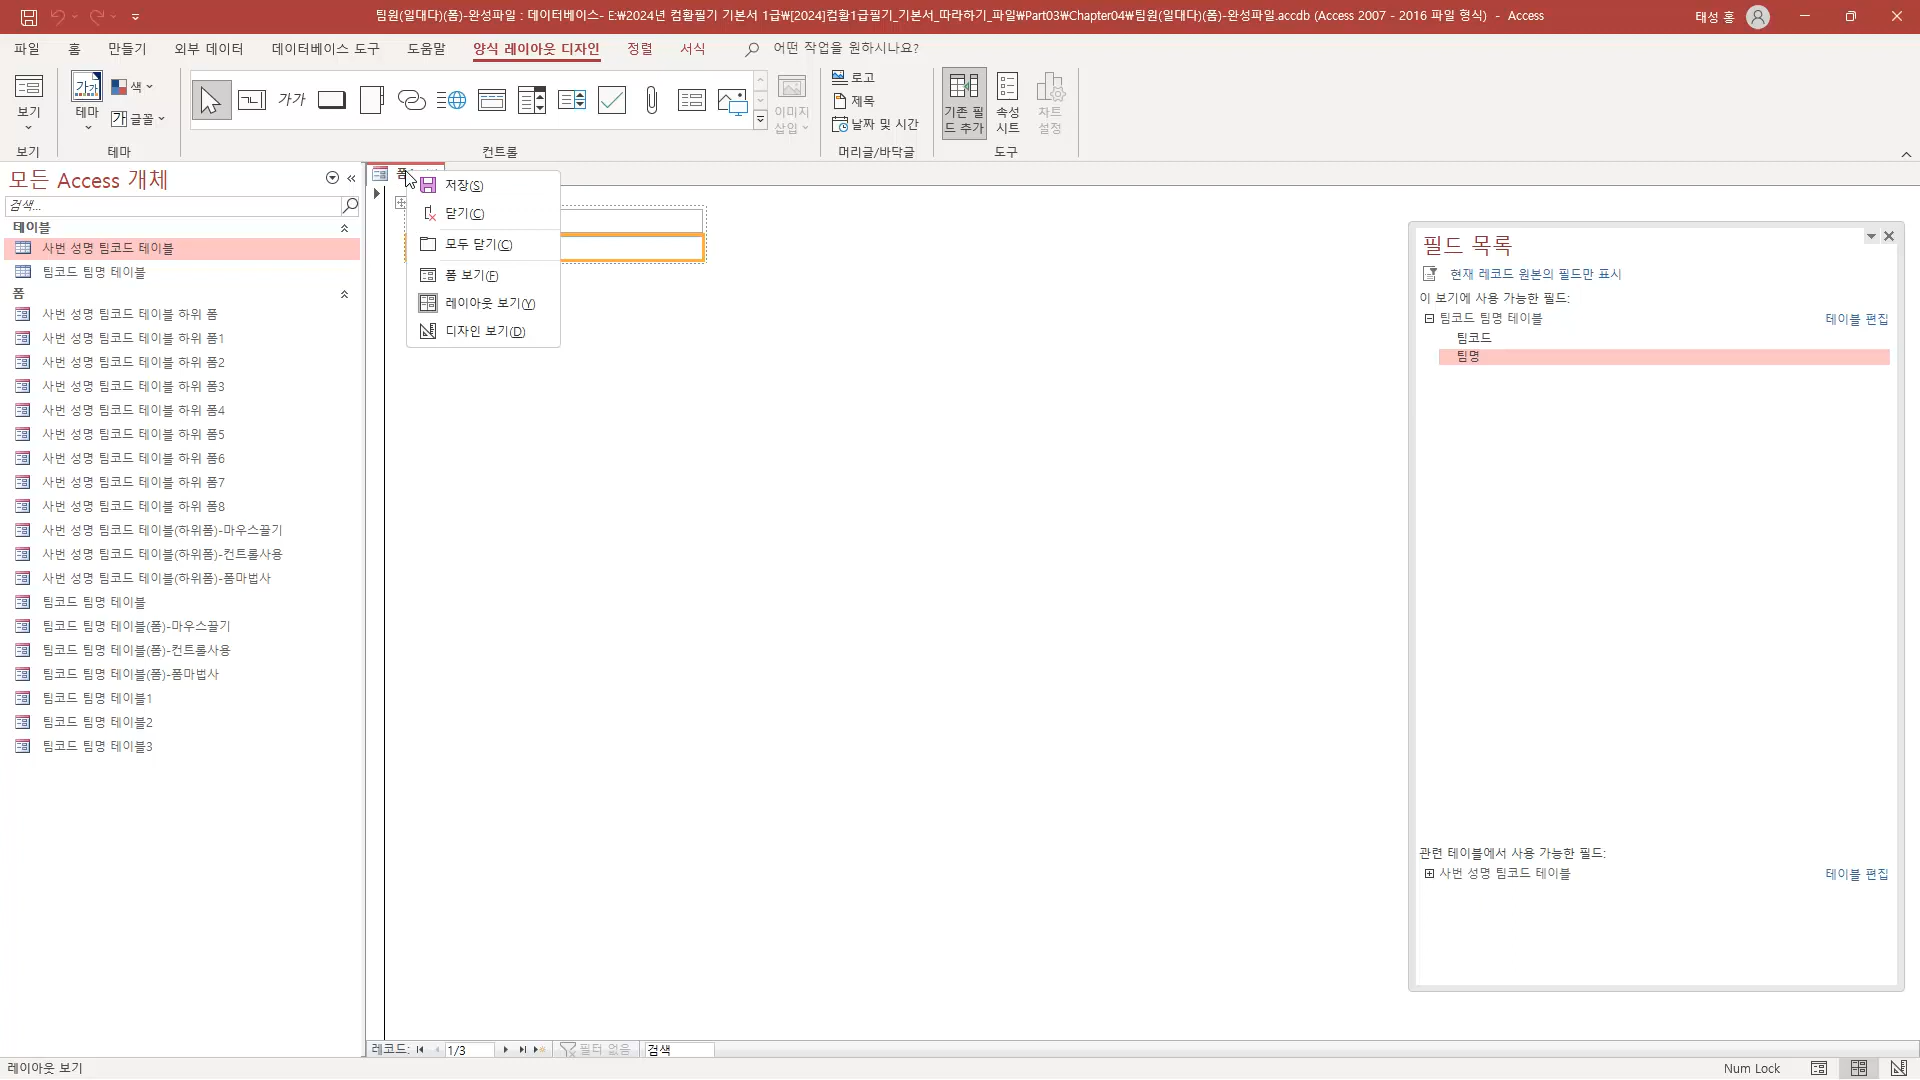 팀원(일대다)(폼)-완성파일 : 데이터베이스- E:₩2024년 컴활필기 기본서 1급₩[2024]컴활1급필기_기본서_따라하기_파일₩Part03₩Chapter04₩팀원(일대다)(폼)-완성파일.accdb (Access 2007 - 2016 파일 형식) - Access
태성 홍
파일 홈 만들기 외부 데이터 데이터베이스 도구 도움말 양식 레이아웃 디자인 정렬 서식 어떤 작업을 원하시나요?
보기
보기
테마
색
글꼴
테마
가가
컨트롤
이미지
삽입
로고
제목
날짜 및 시간
머리글/바닥글
기존 필
드 추가
속성
시트
차트
설정
도구
모든 Access 개체
검색...
테이블
사번 성명 팀코드 테이블
팀코드 팀명 테이블
폼
사번 성명 팀코드 테이블 하위 폼
사번 성명 팀코드 테이블 하위 폼1
사번 성명 팀코드 테이블 하위 폼2
사번 성명 팀코드 테이블 하위 폼3
사번 성명 팀코드 테이블 하위 폼4
사번 성명 팀코드 테이블 하위 폼5
사번 성명 팀코드 테이블 하위 폼6
사번 성명 팀코드 테이블 하위 폼7
사번 성명 팀코드 테이블 하위 폼8
사번 성명 팀코드 테이블(하위폼)-마우스끌기
사번 성명 팀코드 테이블(하위폼)-컨트롤사용
사번 성명 팀코드 테이블(하위폼)-폼마법사
팀코드 팀명 테이블
팀코드 팀명 테이블(폼)-마우스끌기
팀코드 팀명 테이블(폼)-컨트롤사용
팀코드 팀명 테이블(폼)-폼마법사
팀코드 팀명 테이블1
팀코드 팀명 테이블2
팀코드 팀명 테이블3
저장(S)
닫기(C)
모두 닫기(C)
폼 보기(F)
레이아웃 보기(Y)
디자인 보기(D)
필드 목록
현재 레코드 원본의 필드만 표시
이 보기에 사용 가능한 필드:
팀코드 팀명 테이블 테이블 편집
팀코드
팀명
관련 테이블에서 사용 가능한 필드:
사번 성명 팀코드 테이블 테이블 편집
레코드: 1/3 필터 없음 검색
레이아웃 보기
Num Lock